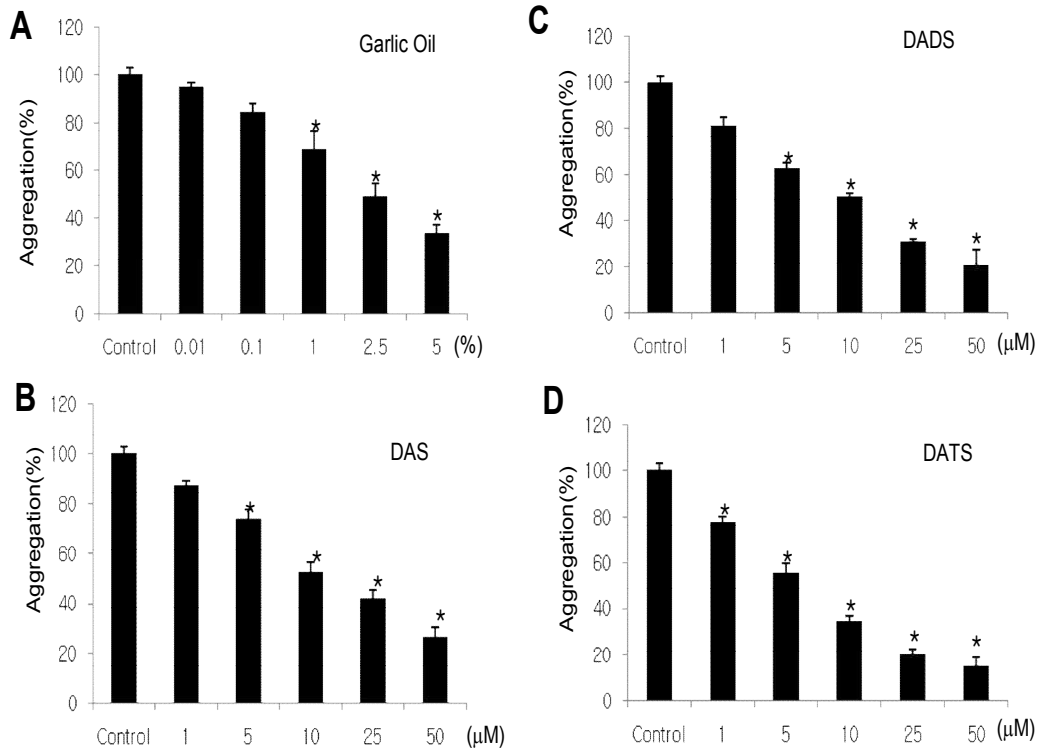 A
Garlic Oil
Aggregation(%)
120
100
80
60
40
20
0
* * *
Control 0.01 0.1 1 2.5 5 (%)
B
DAS
Aggregation(%)
120
100
80
60
40
20
0
* * * *
Control 1 5 10 25 50 (μM)
C
DADS
Aggregation(%)
120
100
80
60
40
20
0
* * * *
Control 1 5 10 25 50 (μM)
D
DATS
Aggregation(%)
120
100
80
60
40
20
0
* * * * *
Control 1 5 10 25 50 (μM)